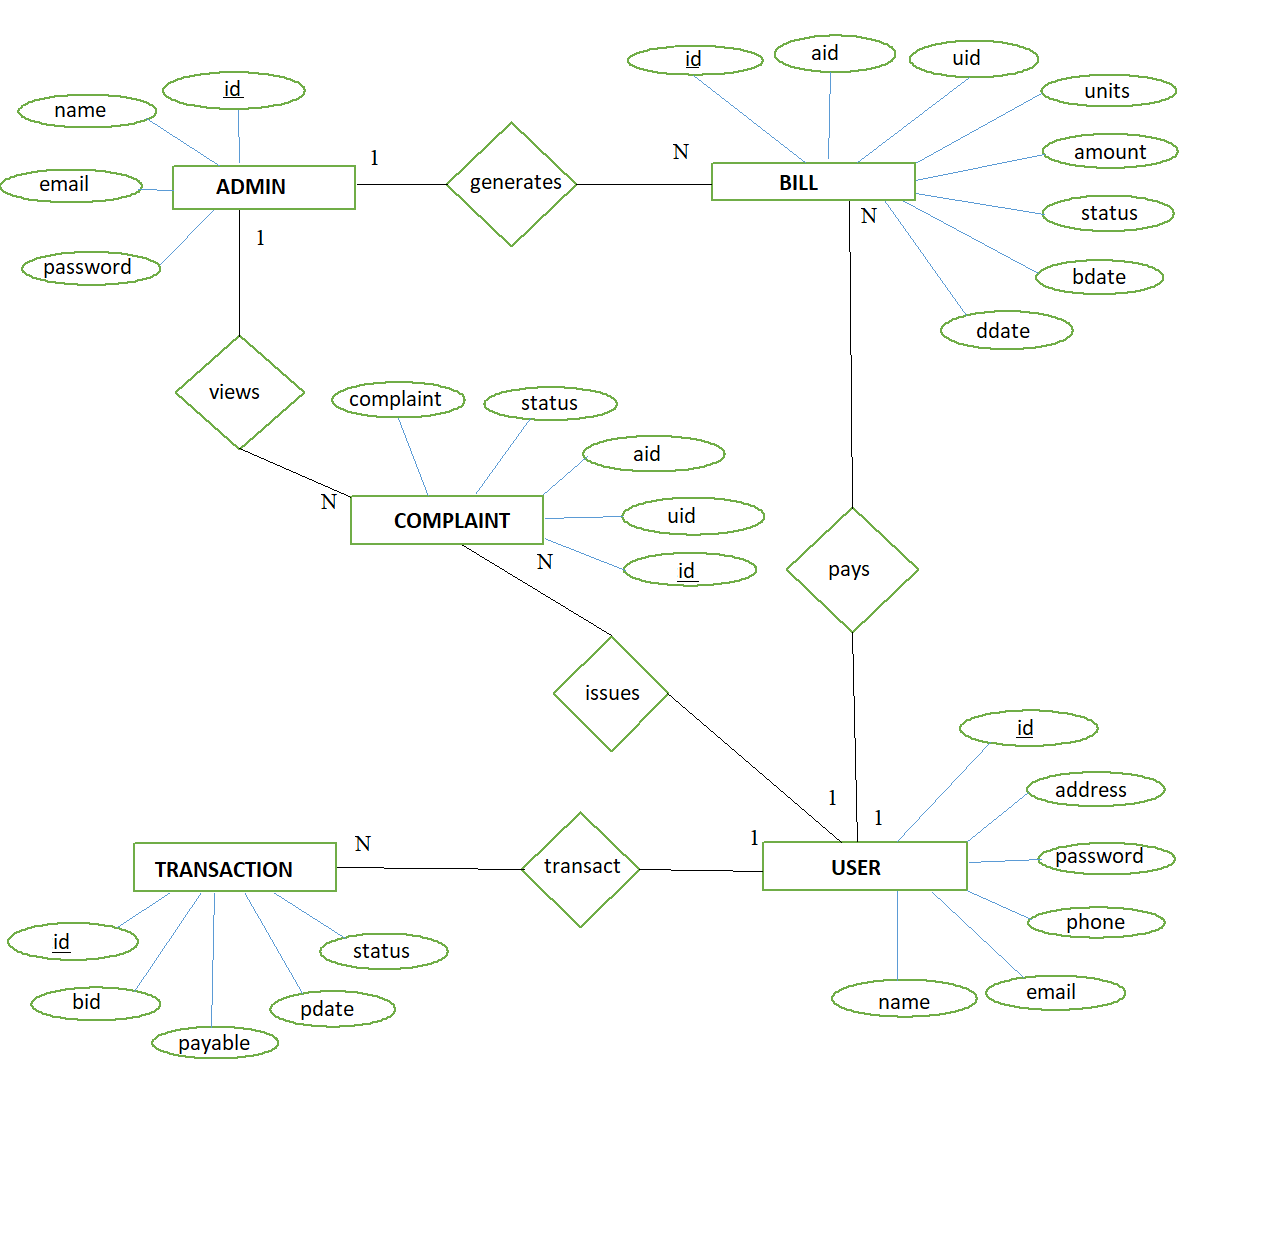 id
aid
uid
name
id
units
amount
email
ADMIN
1
generates
N
BILL
status
password
1
N
bdate
ddate
views
complaint
status
aid
N
COMPLAINT
uid
N
id
pays
issues
id
1
address
1
TRANSACTION
N
transact
1
USER
password
phone
id
status
bid
pdate
payable
name
email